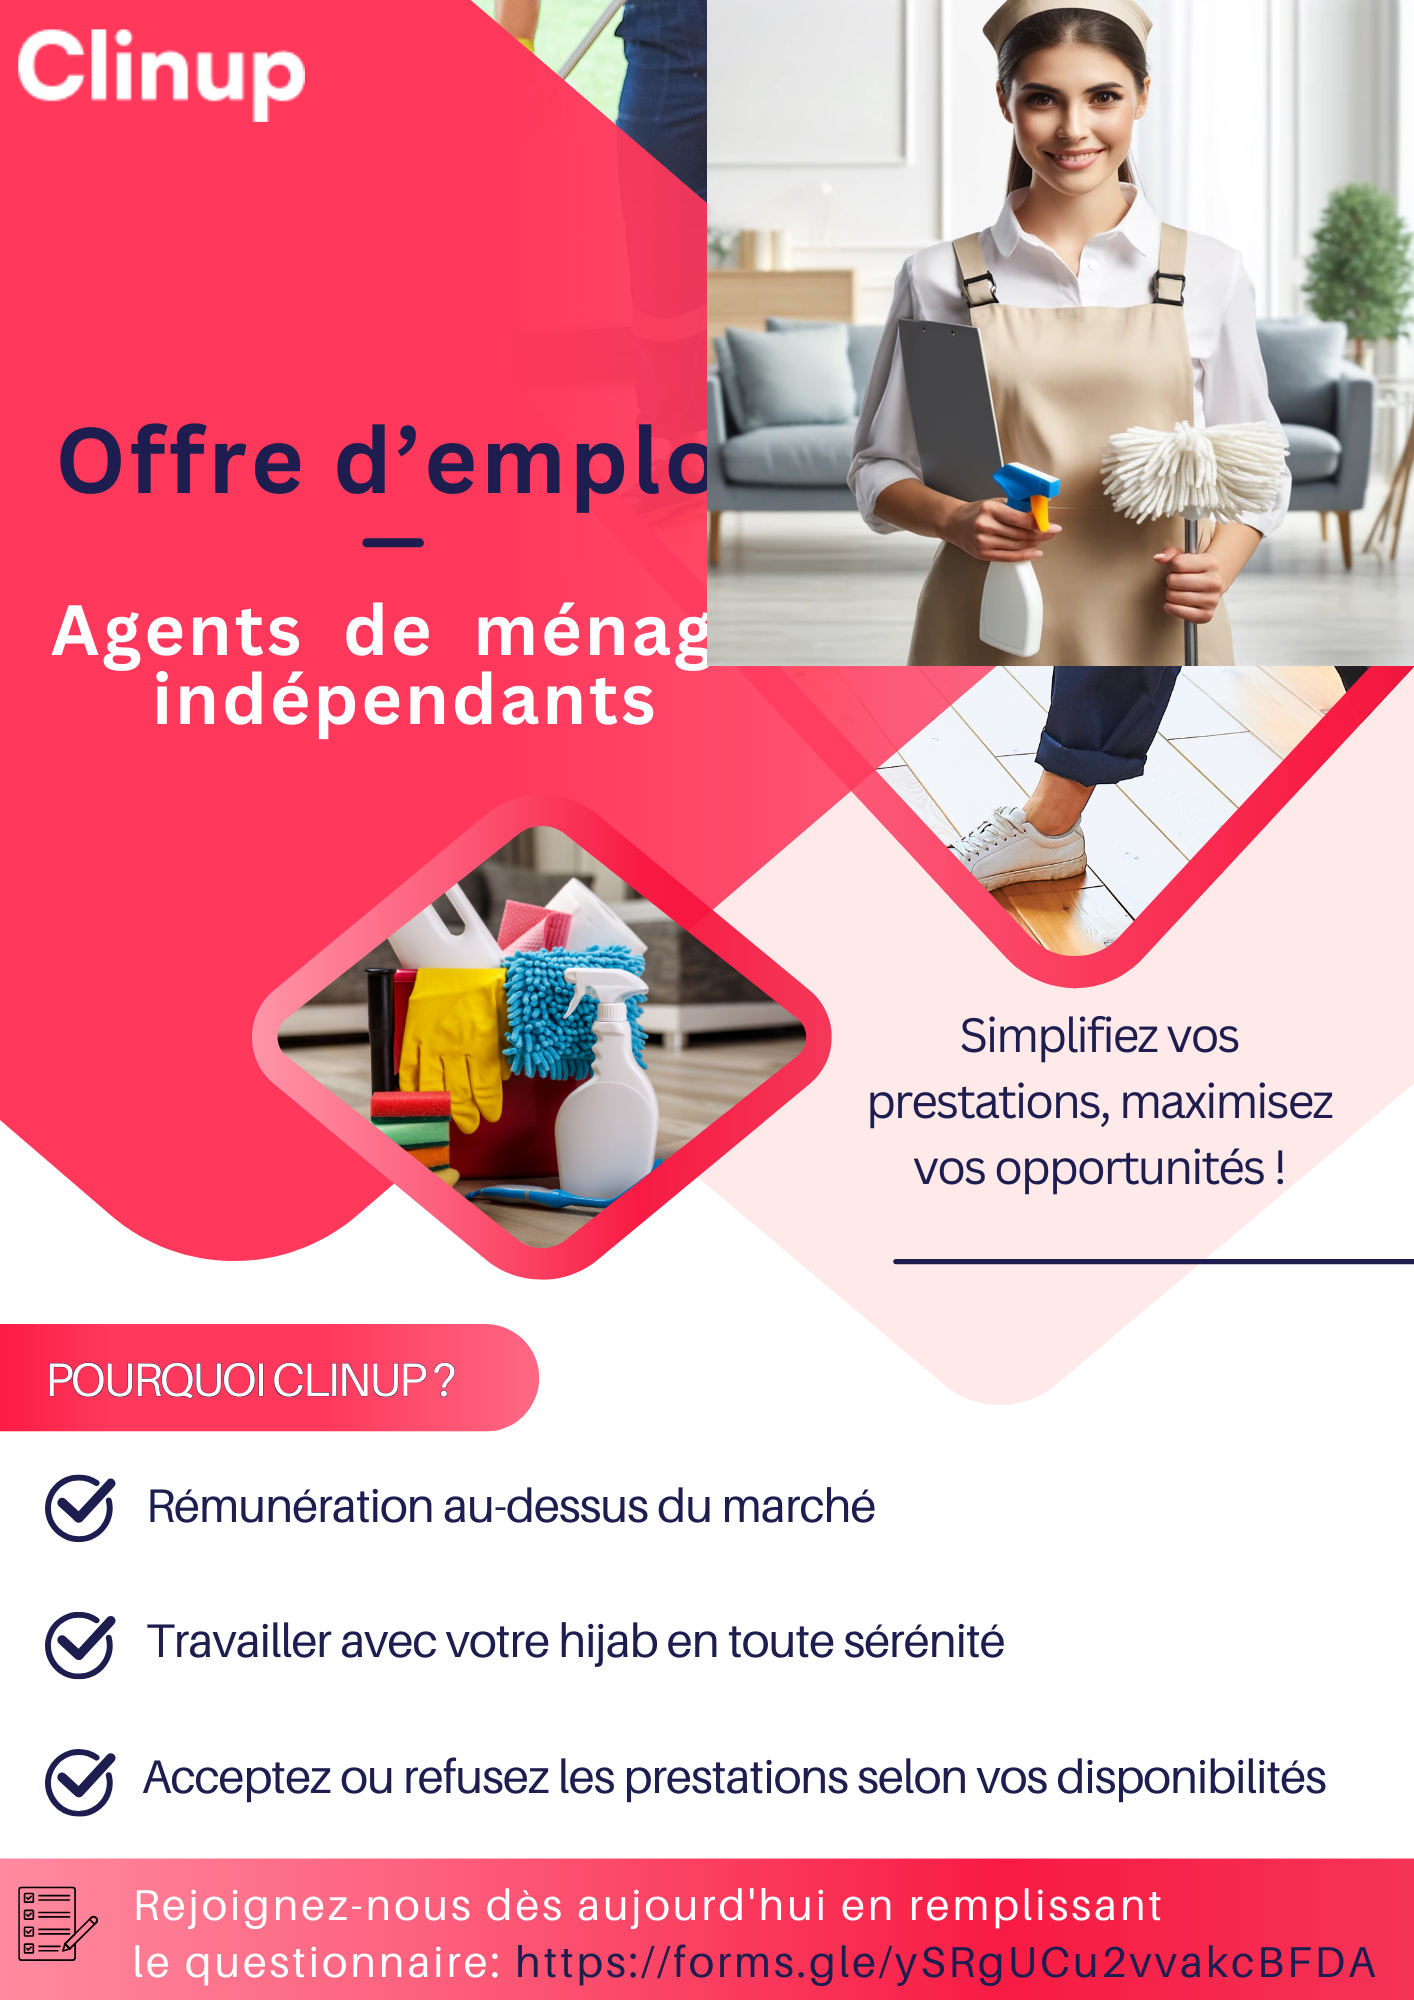 Clinup
Offre d’emplo
Agents de ménag
indépendants
Simplifiez vos
prestations, maximisez
vos opportunités !
POURQUOI CLINUP ?
Rémunération au-dessus du marché
Travailler avec votre hijab en toute sérénité
Acceptez ou refusez les prestations selon vos disponibilités
Rejoignez-nous dès aujourd'hui en remplissant
le questionnaire: https://forms.gle/ySRgUCu2vvakcBFDA